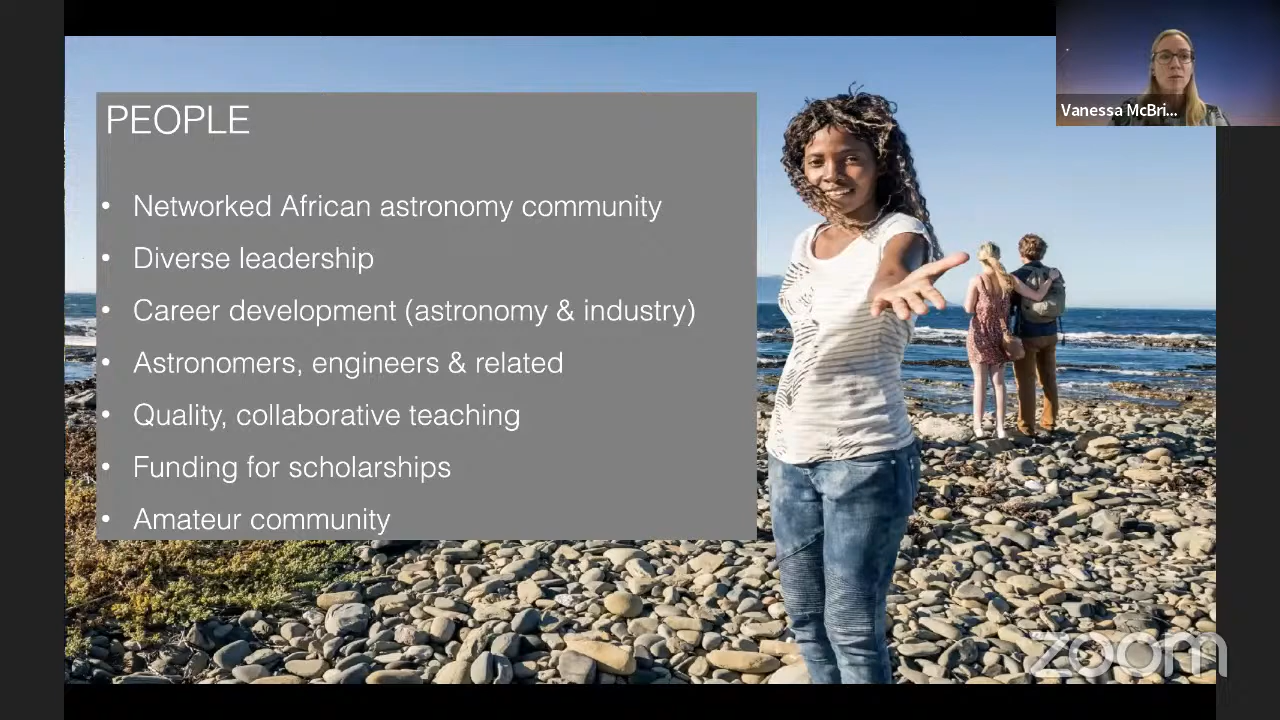 PEOPLE
Vanessa McBri...
• Networked African astronomy community
• Diverse leadership
• Career development (astronomy & industry)
• Astronomers, engineers & related
• Quality, collaborative teaching
• Funding for scholarships
• Amateur community
zoom